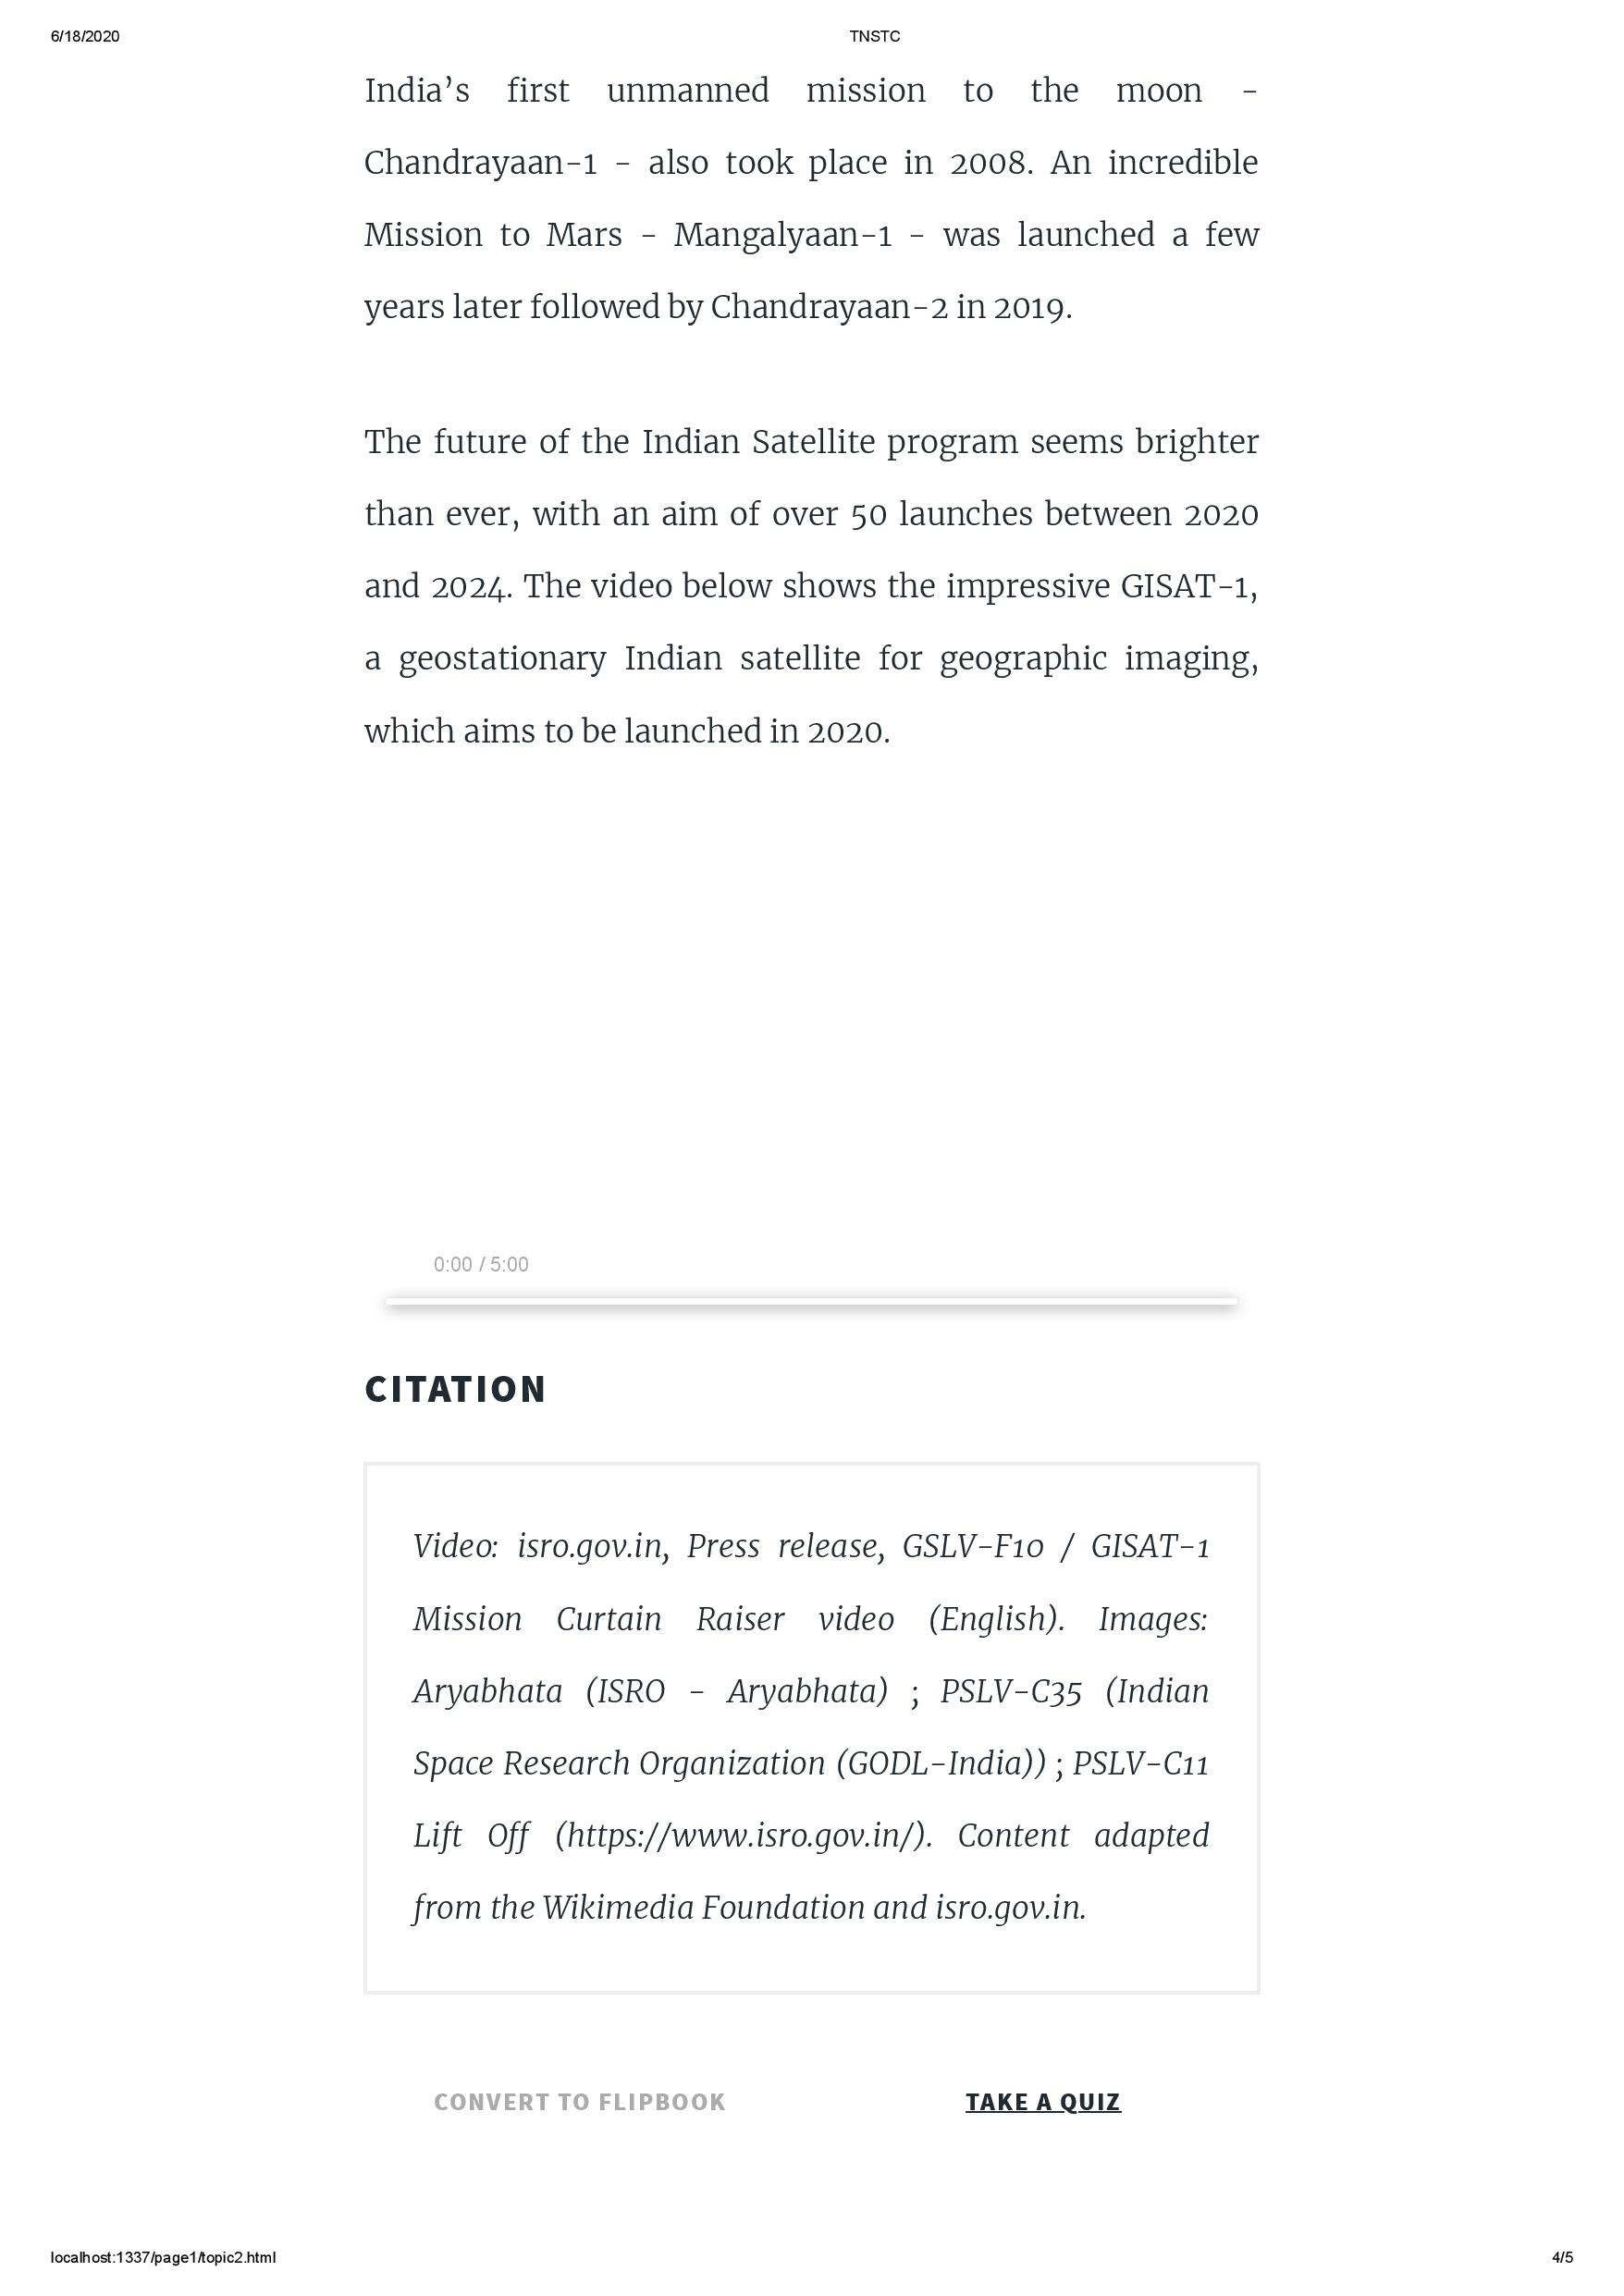 6/18/2020 TNSTC
India’s first unmanned mission to the moon -
Chandrayaan-1 - also took place in 2008. An incredible
Mission to Mars - Mangalyaan-1 - was launched a few
years later followed by Chandrayaan-2 in 2019.
The future of the Indian Satellite program seems brighter
than ever, with an aim of over 50 launches between 2020
and 2024. The video below shows the impressive GISAT-1,
a geostationary Indian satellite for geographic imaging,
which aims to be launched in 2020.
0:00 / 5:00
CITATION
Video: isro.gov.in, Press release, GSLV-F10 / GISAT-1
Mission Curtain Raiser video (English). Images:
Aryabhata (ISRO - Aryabhata) ; PSLV-C35 (Indian
Space Research Organization (GODL-India)) ; PSLV-C11
Lift Off (https://www.isro.gov.in/). Content adapted
from the Wikimedia Foundation and isro.gov.in.
CONVERT TO FLIPBOOK TAKE A QUIZ
localhost:1337/page1/topic2.html 4/5